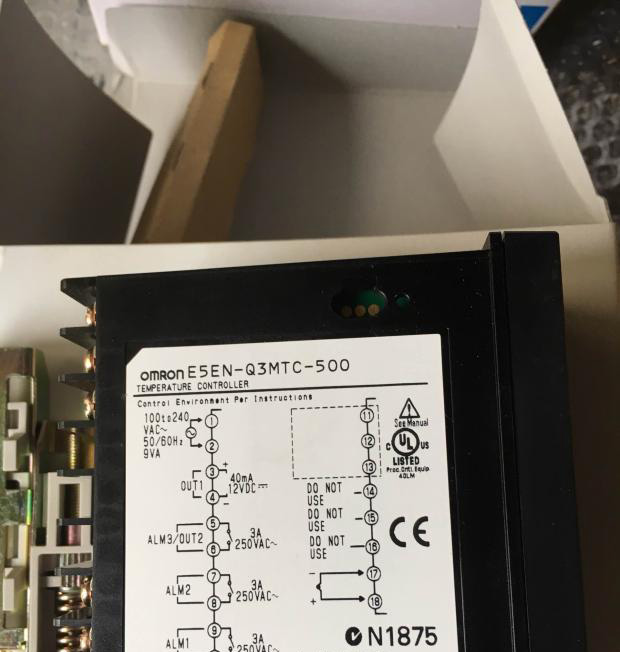 omron E5EN-Q3MTC-500
TEMPERATURE CONTROLLER
Control Environment Per Instructions
100to240
VAC~
50/60Hz
9VA
1
2
OUT1
3
+
4
-
40mA
12VDC
ALM3/OUT2
5
6
3A
250VAC~
ALM2
7
8
3A
250VAC~
ALM1
9
3A
250VAC~
11
12
13
DO NOT
USE
14
DO NOT
USE
15
DO NOT
USE
16
-
17
+
18
See Manual
C UL US
LISTED
Proc.Cntl.Equip.
40LM
CE
N1875